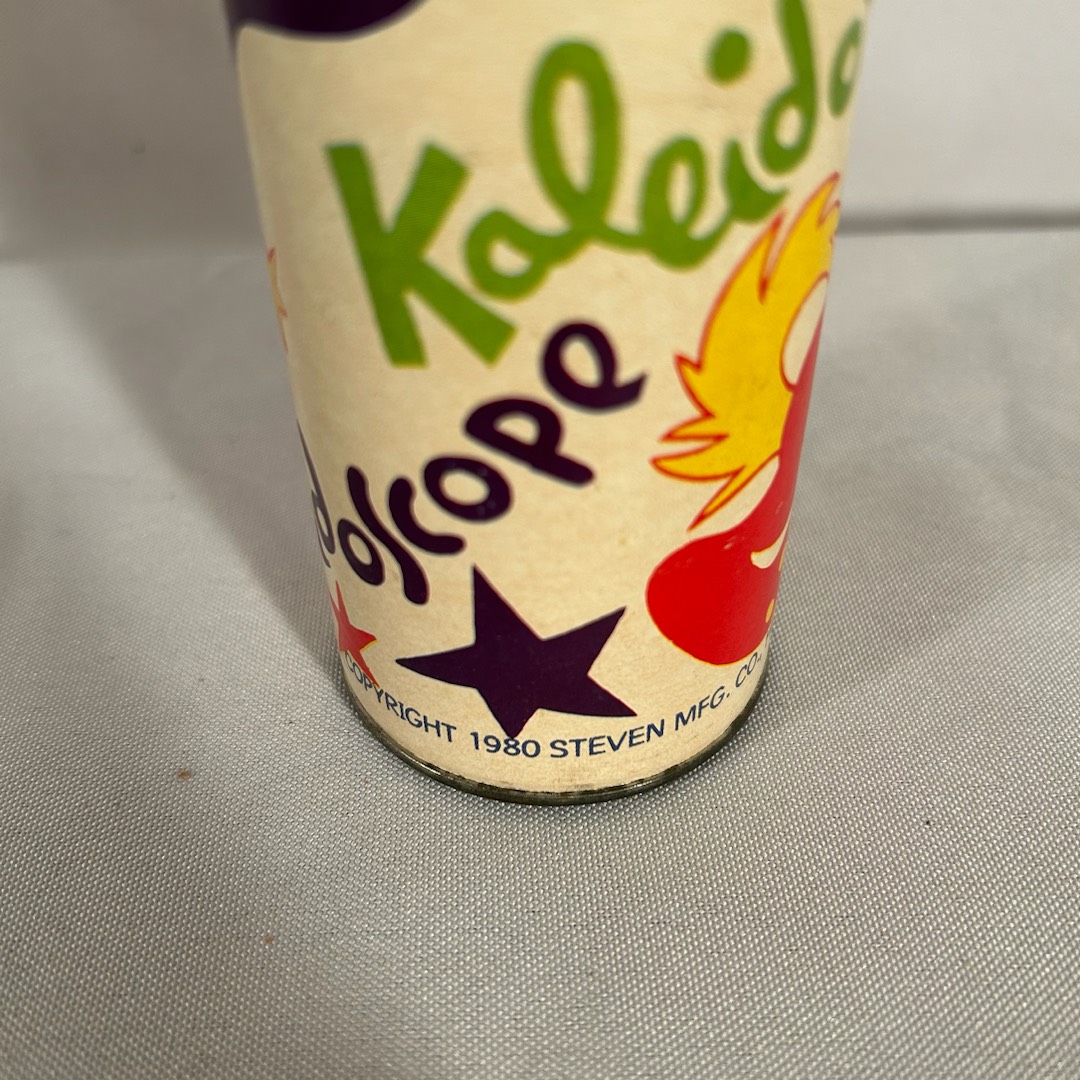 Kaleido
doscope
COPYRIGHT 1980 STEVEN MFG. CO.